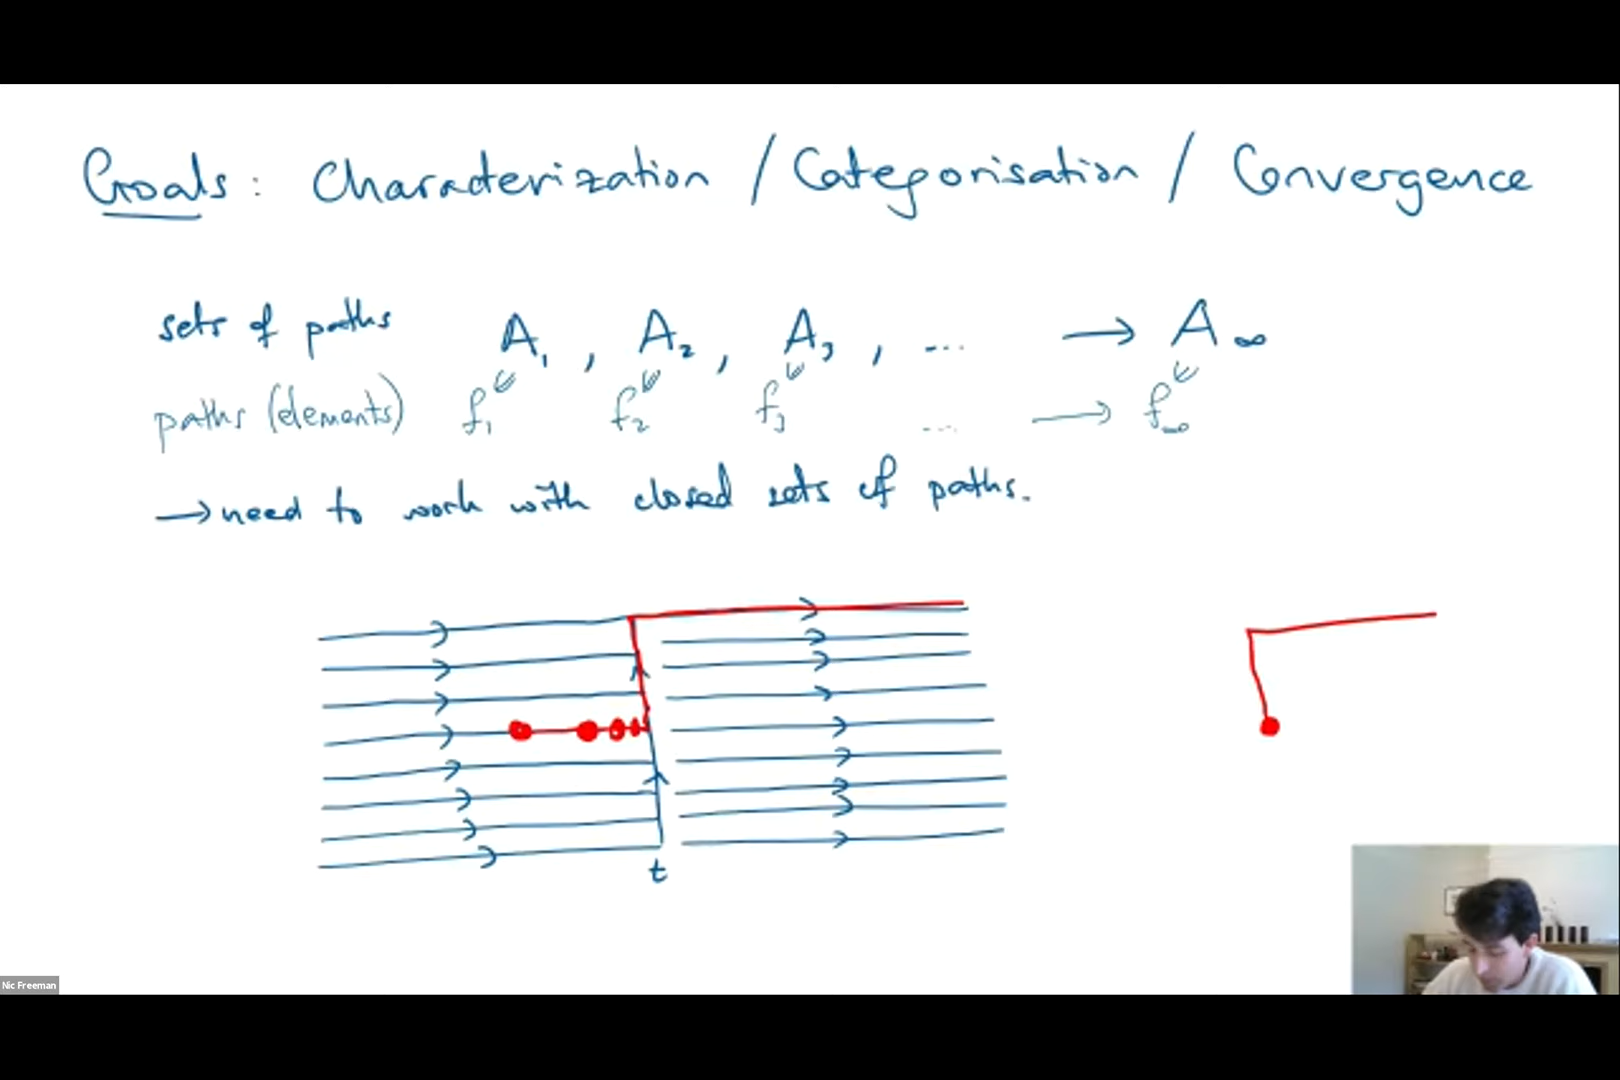 Goals: Characterization / Categorisation / Convergence
sets of paths A₁, A₂, A₃, ... → A∞
paths (elements) f₁ f₂ f₃ ... → f∞
→ need to work with closed sets of paths.
t
Nic Freeman